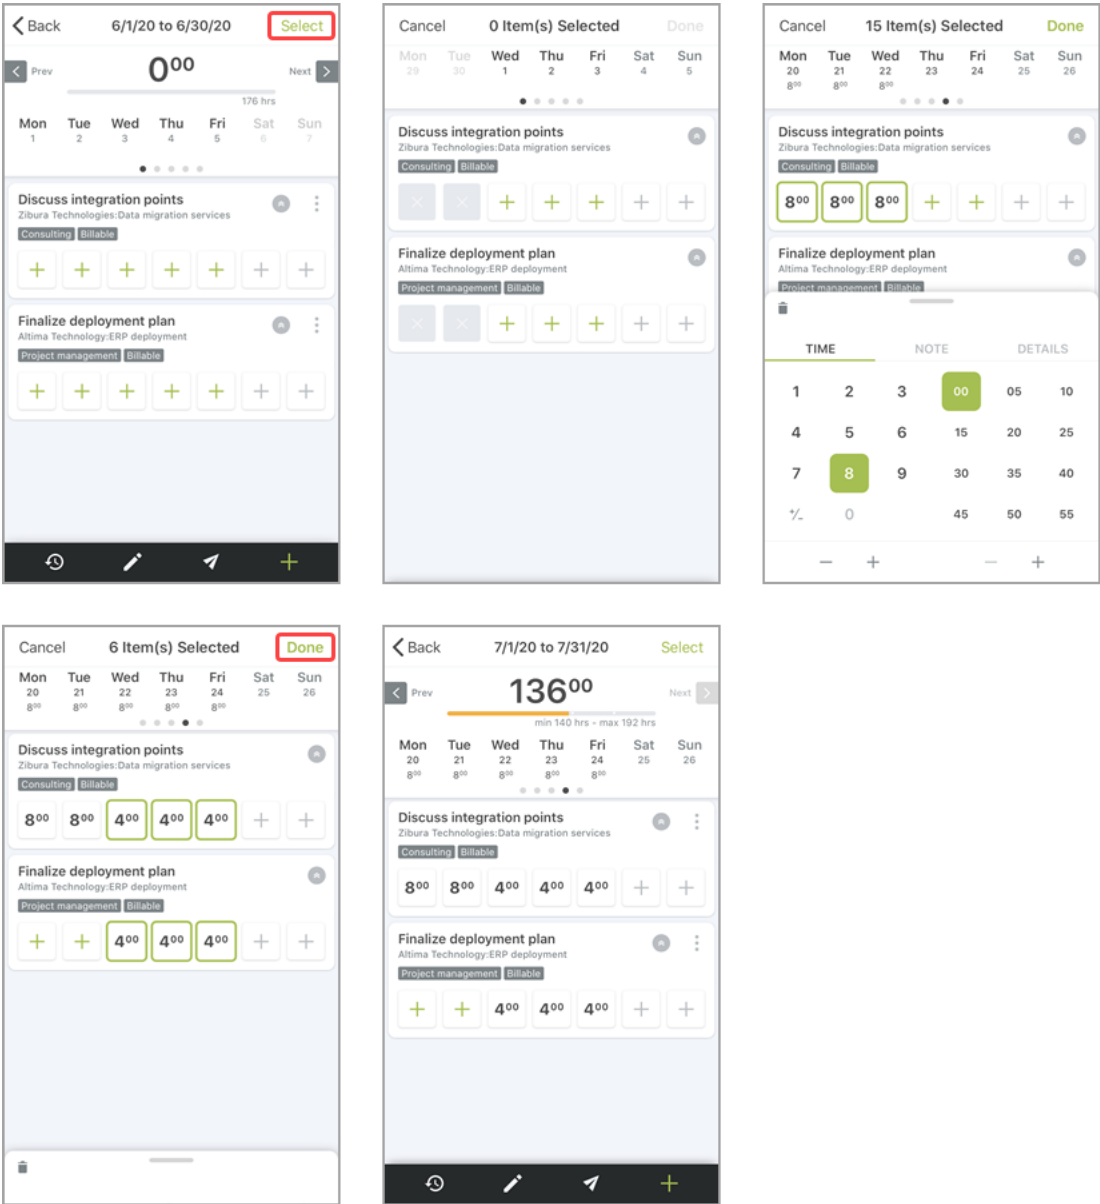 Back 6/1/20 to 6/30/20 Select
Prev 0⁰⁰ Next
176 hrs
Mon Tue Wed Thu Fri Sat Sun
1 2 3 4 5 6 7
Discuss integration points
Zibura Technologies:Data migration services
Consulting Billable
+ + + + + + +
Finalize deployment plan
Altima Technology:ERP deployment
Project management Billable
+ + + + + + +
+
Cancel 0 Item(s) Selected Done
Mon Tue Wed Thu Fri Sat Sun
29 30 1 2 3 4 5
Discuss integration points
Zibura Technologies:Data migration services
Consulting Billable
× × + + + + +
Finalize deployment plan
Altima Technology:ERP deployment
Project management Billable
× × + + + + +
Cancel 15 Item(s) Selected Done
Mon Tue Wed Thu Fri Sat Sun
20 21 22 23 24 25 26
8⁰⁰ 8⁰⁰ 8⁰⁰
Discuss integration points
Zibura Technologies:Data migration services
Consulting Billable
8⁰⁰ 8⁰⁰ 8⁰⁰ + + + +
Finalize deployment plan
Altima Technology:ERP deployment
Project management Billable
TIME NOTE DETAILS
1 2 3 00 05 10
4 5 6 15 20 25
7 8 9 30 35 40
+/- 0 45 50 55
− + − +
Cancel 6 Item(s) Selected Done
Mon Tue Wed Thu Fri Sat Sun
20 21 22 23 24 25 26
8⁰⁰ 8⁰⁰ 8⁰⁰ 8⁰⁰ 8⁰⁰
Discuss integration points
Zibura Technologies:Data migration services
Consulting Billable
8⁰⁰ 8⁰⁰ 4⁰⁰ 4⁰⁰ 4⁰⁰ + +
Finalize deployment plan
Altima Technology:ERP deployment
Project management Billable
+ + 4⁰⁰ 4⁰⁰ 4⁰⁰ + +
Back 7/1/20 to 7/31/20 Select
Prev 136⁰⁰ Next
min 140 hrs - max 192 hrs
Mon Tue Wed Thu Fri Sat Sun
20 21 22 23 24 25 26
8⁰⁰ 8⁰⁰ 8⁰⁰ 8⁰⁰ 8⁰⁰
Discuss integration points
Zibura Technologies:Data migration services
Consulting Billable
8⁰⁰ 8⁰⁰ 4⁰⁰ 4⁰⁰ 4⁰⁰ + +
Finalize deployment plan
Altima Technology:ERP deployment
Project management Billable
+ + 4⁰⁰ 4⁰⁰ 4⁰⁰ + +
+